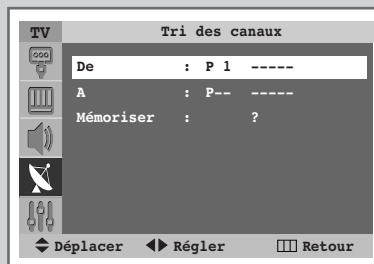 TV Tri des canaux
De : P 1 -----
A : P-- -----
Mémoriser : ?
Déplacer Régler Retour